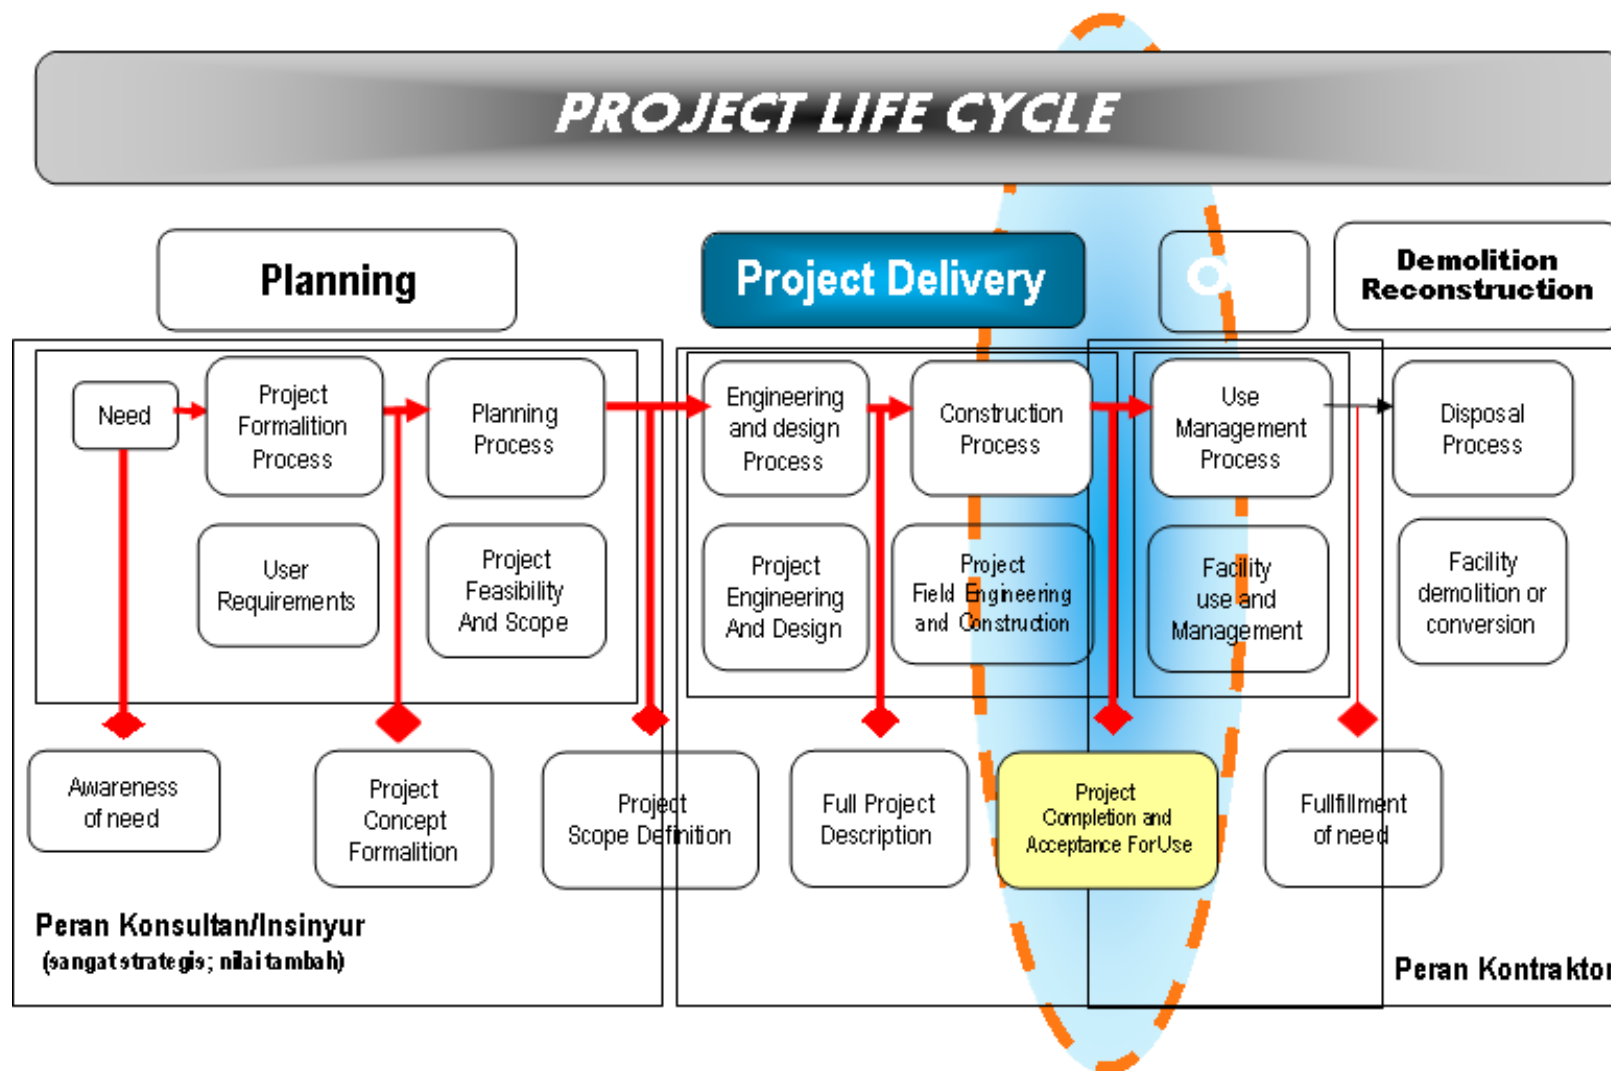 PROJECT LIFE CYCLE
Planning
Project Delivery
O
Demolition
Reconstruction
Need
Project
Formalition
Process
Planning
Process
Engineering
and design
Process
Construction
Process
Use
Management
Process
Disposal
Process
User
Requirements
Project
Feasibility
And Scope
Project
Engineering
And Design
Project
Field Engineering
and Construction
Facility
use and
Management
Facility
demolition or
conversion
Awareness
of need
Project
Concept
Formalition
Project
Scope Definition
Full Project
Description
Project
Completion and
Acceptance For Use
Fullfillment
of need
Peran Konsultan/Insinyur
(sangat strategis; nilai tambah)
Peran Kontraktor